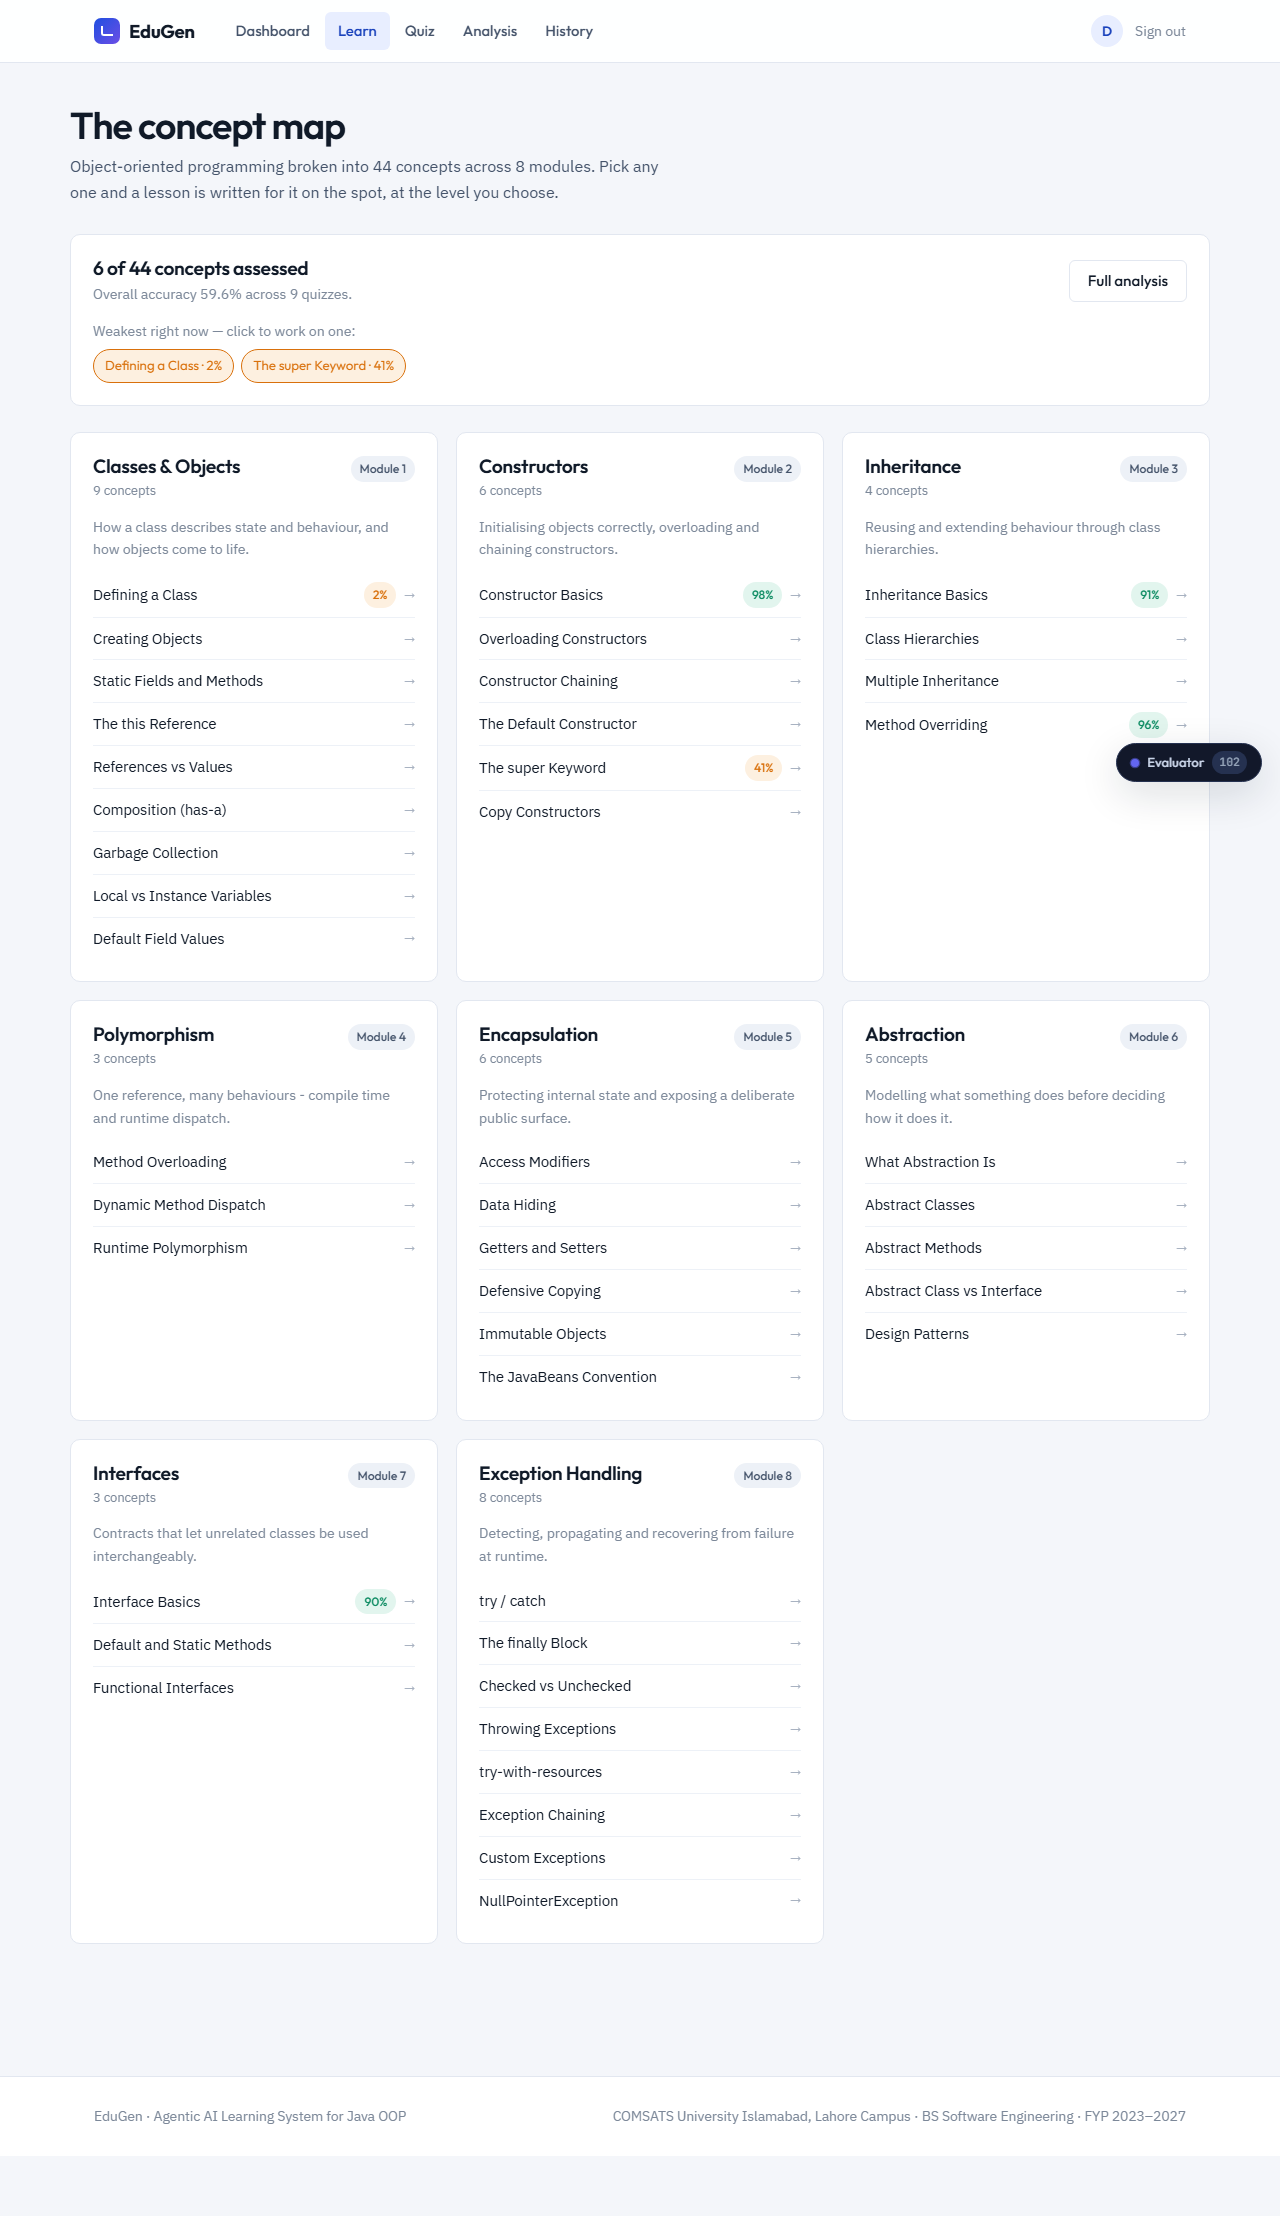 EduGen
Dashboard
Learn
Quiz
Analysis
History
D
Sign out
The concept map
Object-oriented programming broken into 44 concepts across 8 modules. Pick any
one and a lesson is written for it on the spot, at the level you choose.
6 of 44 concepts assessed
Overall accuracy 59.6% across 9 quizzes.
Full analysis
Weakest right now — click to work on one:
Defining a Class · 2%
The super Keyword · 41%
Classes & Objects
Module 1
9 concepts
How a class describes state and behaviour, and
how objects come to life.
Defining a Class 2% →
Creating Objects →
Static Fields and Methods →
The this Reference →
References vs Values →
Composition (has-a) →
Garbage Collection →
Local vs Instance Variables →
Default Field Values →
Constructors
Module 2
6 concepts
Initialising objects correctly, overloading and
chaining constructors.
Constructor Basics 98% →
Overloading Constructors →
Constructor Chaining →
The Default Constructor →
The super Keyword 41% →
Copy Constructors →
Inheritance
Module 3
4 concepts
Reusing and extending behaviour through class
hierarchies.
Inheritance Basics 91% →
Class Hierarchies →
Multiple Inheritance →
Method Overriding 96% →
Evaluator 102
Polymorphism
Module 4
3 concepts
One reference, many behaviours - compile time
and runtime dispatch.
Method Overloading →
Dynamic Method Dispatch →
Runtime Polymorphism →
Encapsulation
Module 5
6 concepts
Protecting internal state and exposing a deliberate
public surface.
Access Modifiers →
Data Hiding →
Getters and Setters →
Defensive Copying →
Immutable Objects →
The JavaBeans Convention →
Abstraction
Module 6
5 concepts
Modelling what something does before deciding
how it does it.
What Abstraction Is →
Abstract Classes →
Abstract Methods →
Abstract Class vs Interface →
Design Patterns →
Interfaces
Module 7
3 concepts
Contracts that let unrelated classes be used
interchangeably.
Interface Basics 90% →
Default and Static Methods →
Functional Interfaces →
Exception Handling
Module 8
8 concepts
Detecting, propagating and recovering from failure
at runtime.
try / catch →
The finally Block →
Checked vs Unchecked →
Throwing Exceptions →
try-with-resources →
Exception Chaining →
Custom Exceptions →
NullPointerException →
EduGen · Agentic AI Learning System for Java OOP
COMSATS University Islamabad, Lahore Campus · BS Software Engineering · FYP 2023–2027